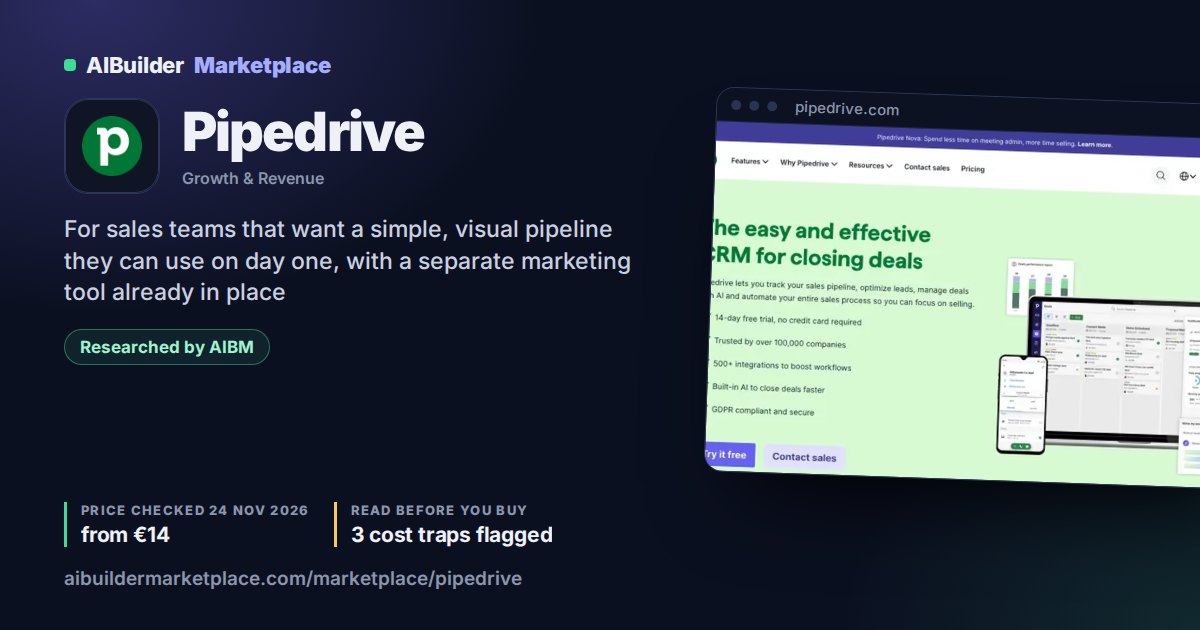 AIBuilder Marketplace
p
Pipedrive
Growth & Revenue
For sales teams that want a simple, visual pipeline
they can use on day one, with a separate marketing
tool already in place
Researched by AIBM
PRICE CHECKED 24 NOV 2026
from €14
READ BEFORE YOU BUY
3 cost traps flagged
aibuildermarketplace.com/marketplace/pipedrive
pipedrive.com
Pipedrive Nova: Spend less time on meeting admin, more time selling. Learn more.
Features Why Pipedrive Resources Contact sales Pricing
he easy and effective
CRM for closing deals
edrive lets you track your sales pipeline, optimize leads, manage deals
AI and automate your entire sales process so you can focus on selling.
14-day free trial, no credit card required
Trusted by over 100,000 companies
500+ integrations to boost workflows
Built-in AI to close deals faster
GDPR compliant and secure
Try it free
Contact sales